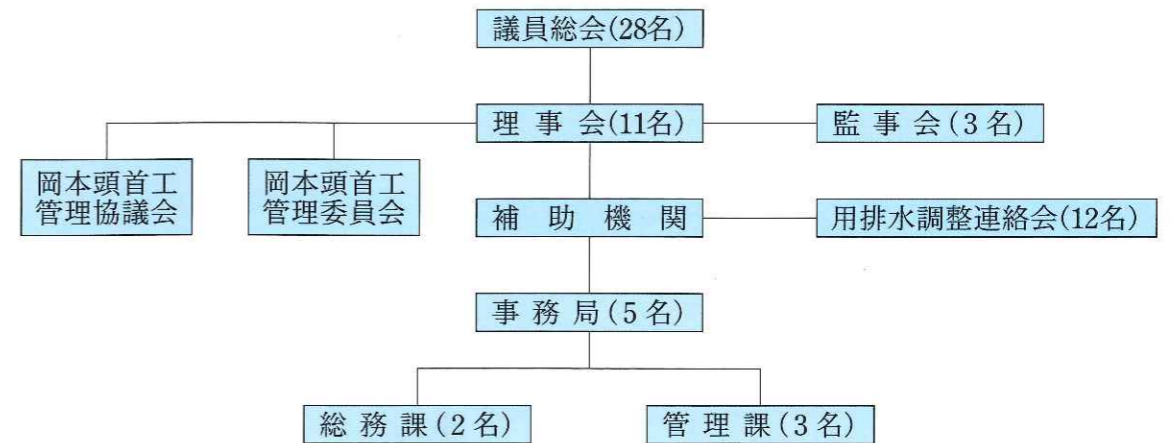 議員総会(28名)
理事会(11名)
監事会(3名)
岡本頭首工
管理協議会
岡本頭首工
管理委員会
補助機関
用排水調整連絡会(12名)
事務局(5名)
総務課(2名)
管理課(3名)